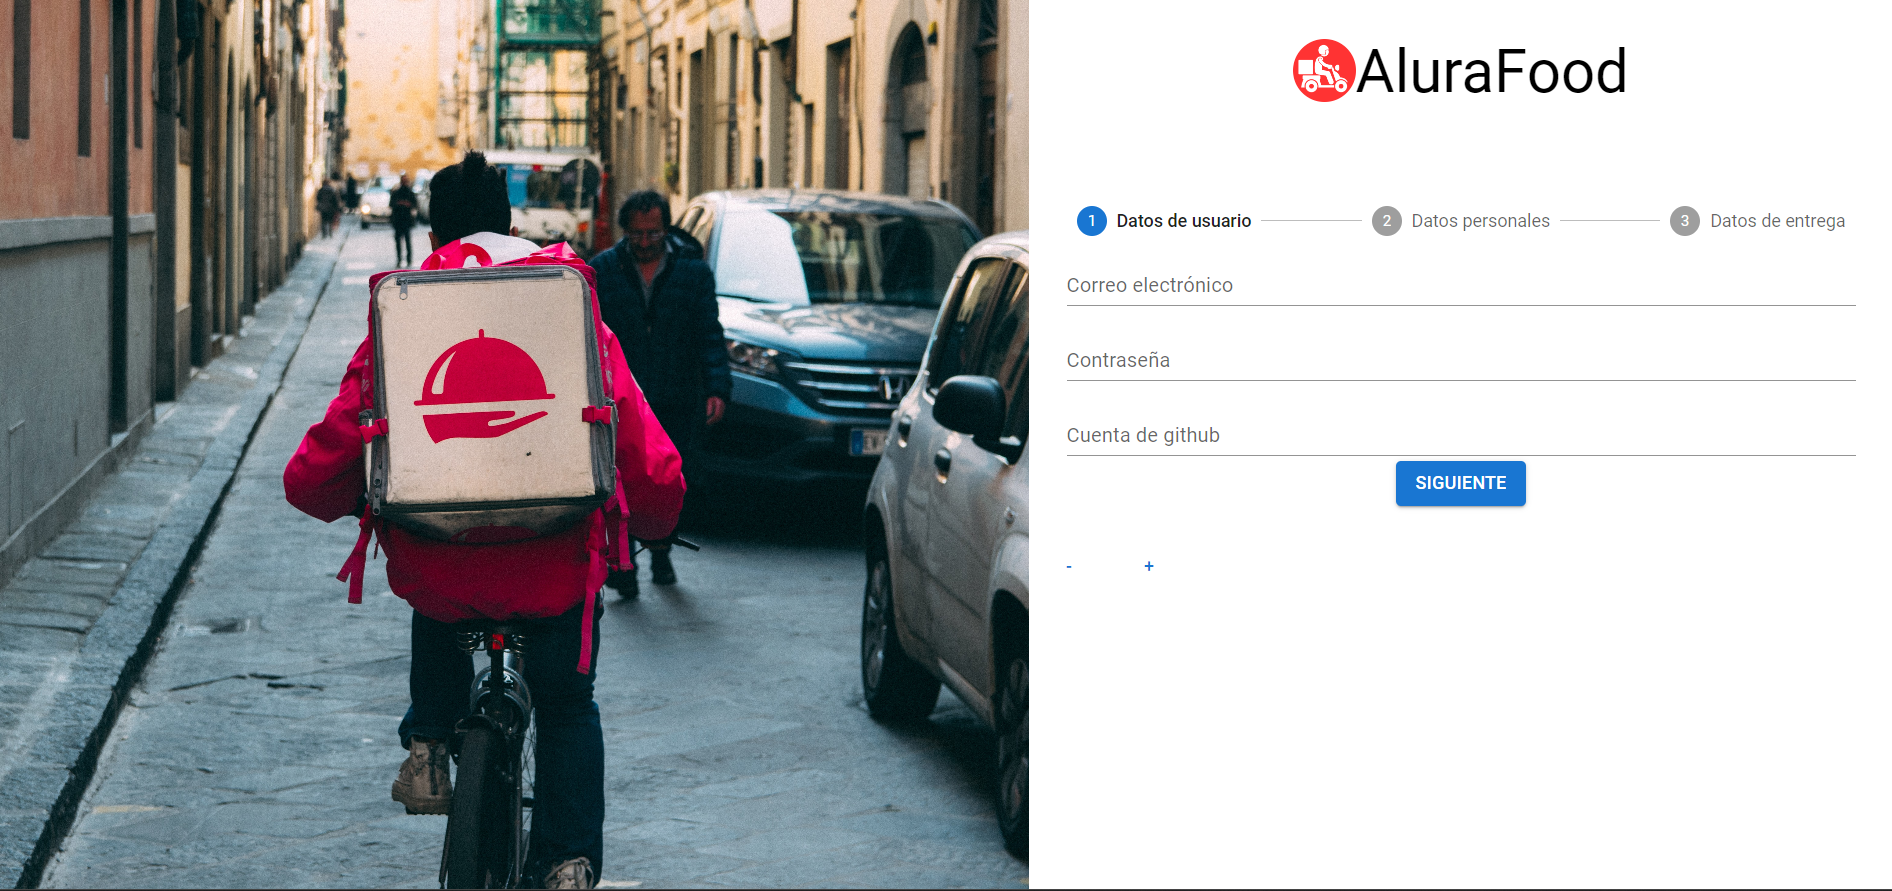 AluraFood
1 Datos de usuario 2 Datos personales 3 Datos de entrega
Correo electrónico
Contraseña
Cuenta de github
SIGUIENTE
- +